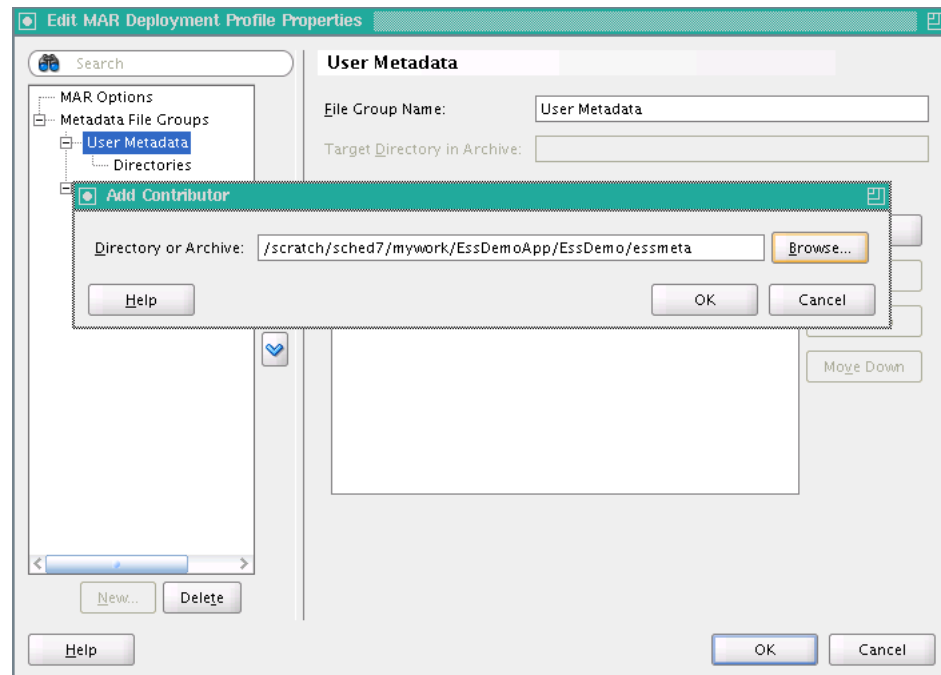 Edit MAR Deployment Profile Properties
Search
MAR Options
Metadata File Groups
User Metadata
Directories
User Metadata
File Group Name: User Metadata
Target Directory in Archive:
Add Contributor
Directory or Archive: /scratch/sched7/mywork/EssDemoApp/EssDemo/essmeta Browse...
Help OK Cancel
Move Down
New... Delete
Help OK Cancel